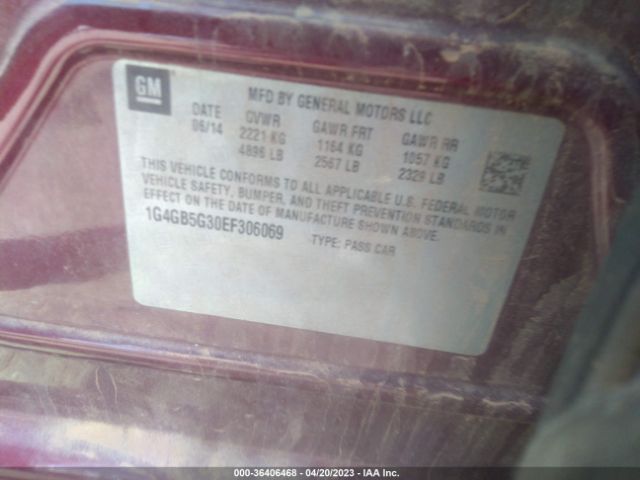 GM
MFD BY GENERAL MOTORS LLC
DATE GVWR GAWR FRT GAWR RR
06/14 2221 KG 1164 KG 1057 KG
4896 LB 2567 LB 2329 LB
THIS VEHICLE CONFORMS TO ALL APPLICABLE U.S. FEDERAL MOTOR
VEHICLE SAFETY, BUMPER, AND THEFT PREVENTION STANDARDS IN
EFFECT ON THE DATE OF MANUFACTURE SHOWN ABOVE.
1G4GB5G30EF306069 TYPE: PASS CAR
000-36406468 - 04/20/2023 - IAA Inc.